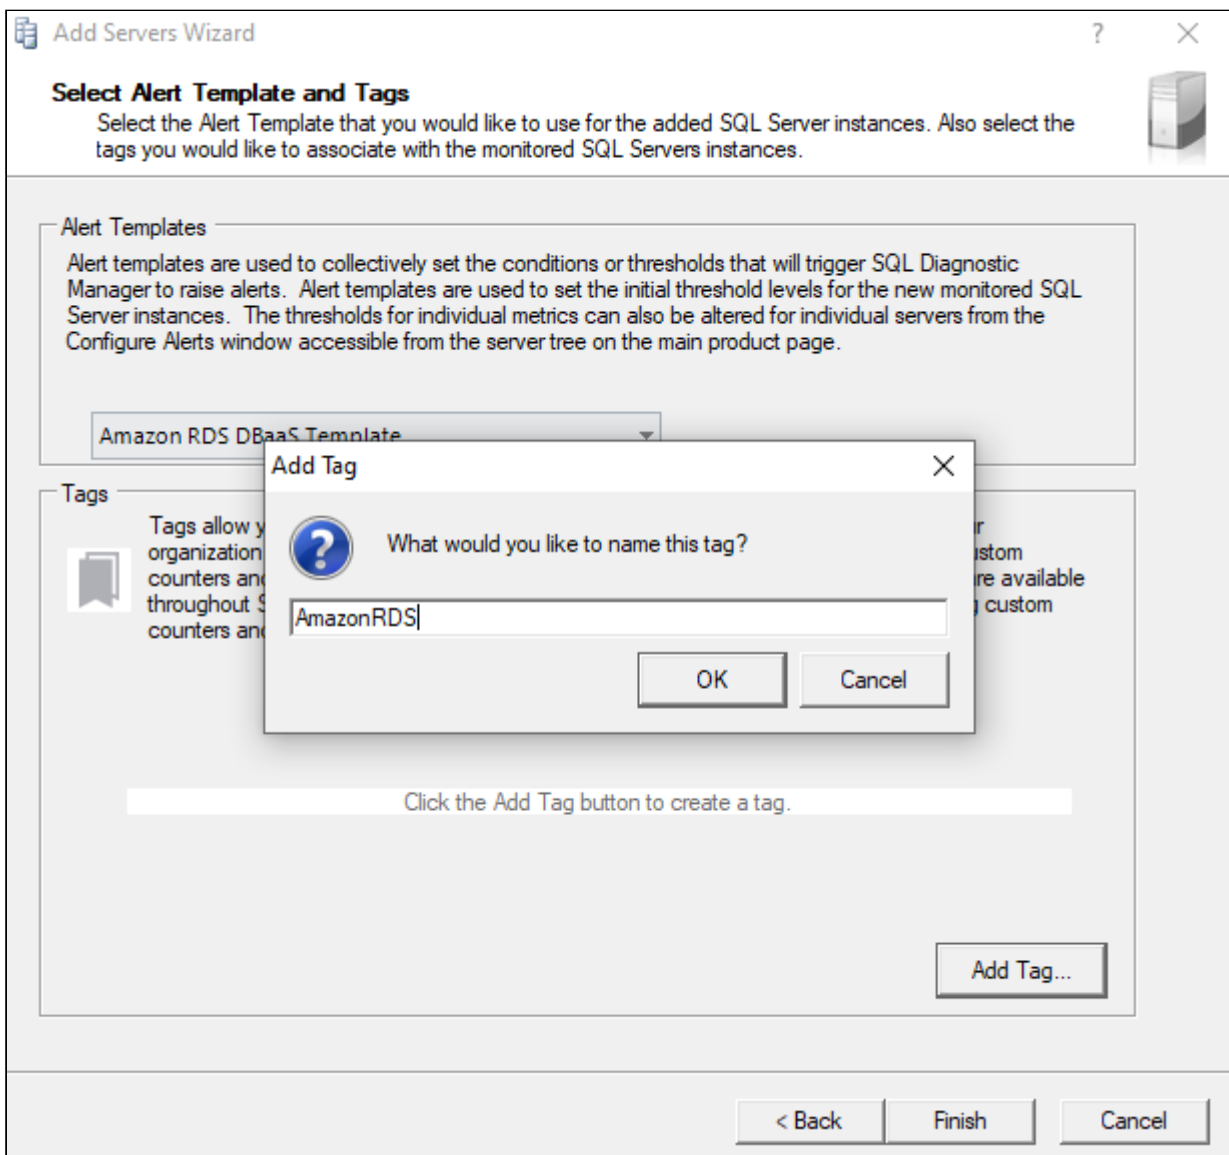 Add Servers Wizard
?
Select Alert Template and Tags
Select the Alert Template that you would like to use for the added SQL Server instances. Also select the
tags you would like to associate with the monitored SQL Servers instances.
Alert Templates
Alert templates are used to collectively set the conditions or thresholds that will trigger SQL Diagnostic
Manager to raise alerts. Alert templates are used to set the initial threshold levels for the new monitored SQL
Server instances. The thresholds for individual metrics can also be altered for individual servers from the
Configure Alerts window accessible from the server tree on the main product page.
Amazon RDS DBaaS Template
Add Tag
Tags
Tags allow
organization
counters
throughout
counters
available
custom
What would you like to name this tag?
AmazonRDS
OK
Cancel
Click the Add Tag button to create a tag.
Add Tag...
< Back
Finish
Cancel